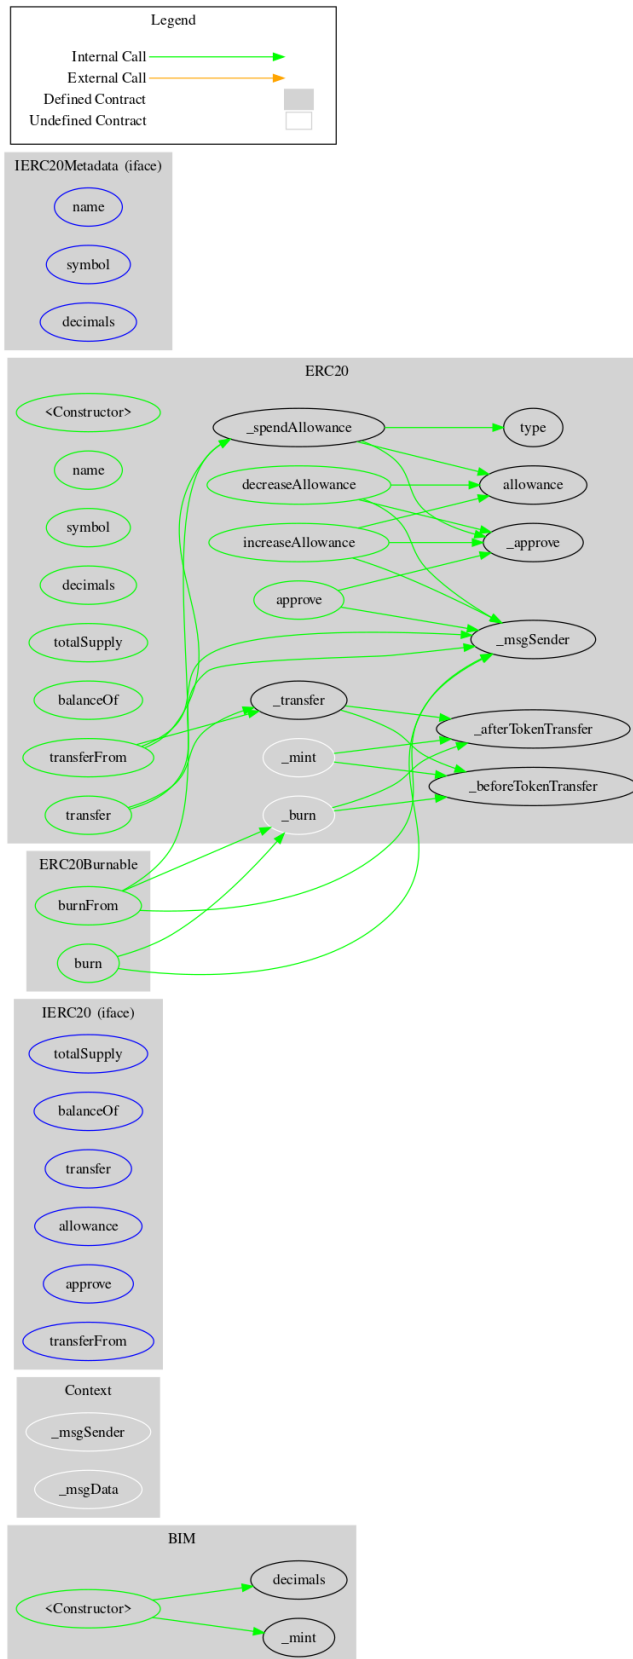 Legend
Internal Call
External Call
Defined Contract
Undefined Contract
IERC20Metadata (iface)
name
symbol
decimals
ERC20
<Constructor>
name
symbol
decimals
totalSupply
balanceOf
transferFrom
transfer
_spendAllowance
decreaseAllowance
increaseAllowance
approve
_transfer
_mint
_burn
type
allowance
_approve
_msgSender
_afterTokenTransfer
_beforeTokenTransfer
ERC20Burnable
burnFrom
burn
IERC20 (iface)
totalSupply
balanceOf
transfer
allowance
approve
transferFrom
Context
_msgSender
_msgData
BIM
<Constructor>
decimals
_mint